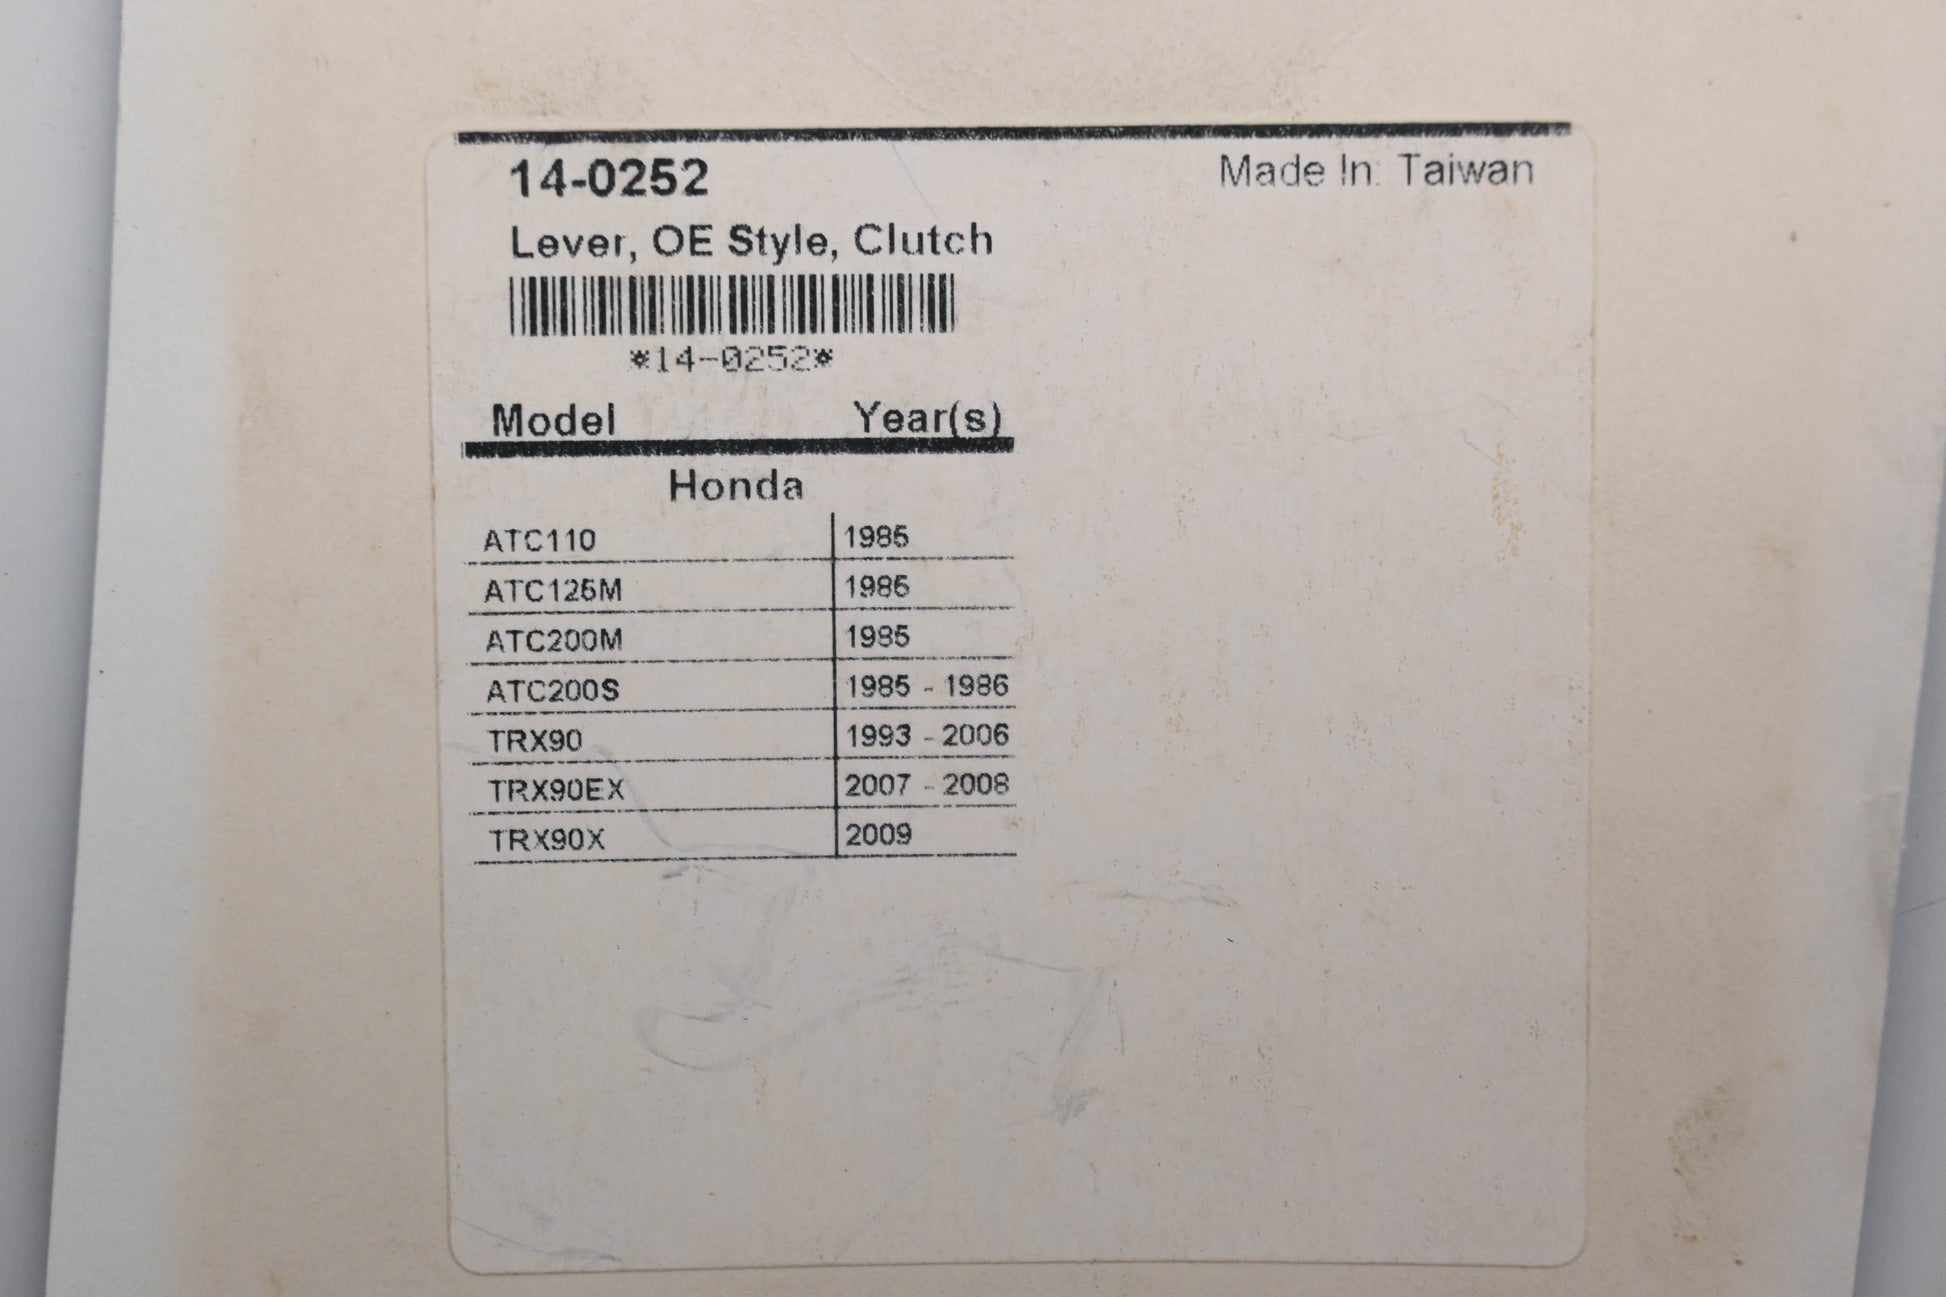 14-0252
Made In: Taiwan
Lever, OE Style, Clutch
*14-0252*
Model Year(s)
Honda
ATC110 1985
ATC125M 1985
ATC200M 1985
ATC200S 1985 - 1986
TRX90 1993 - 2006
TRX90EX 2007 - 2008
TRX90X 2009